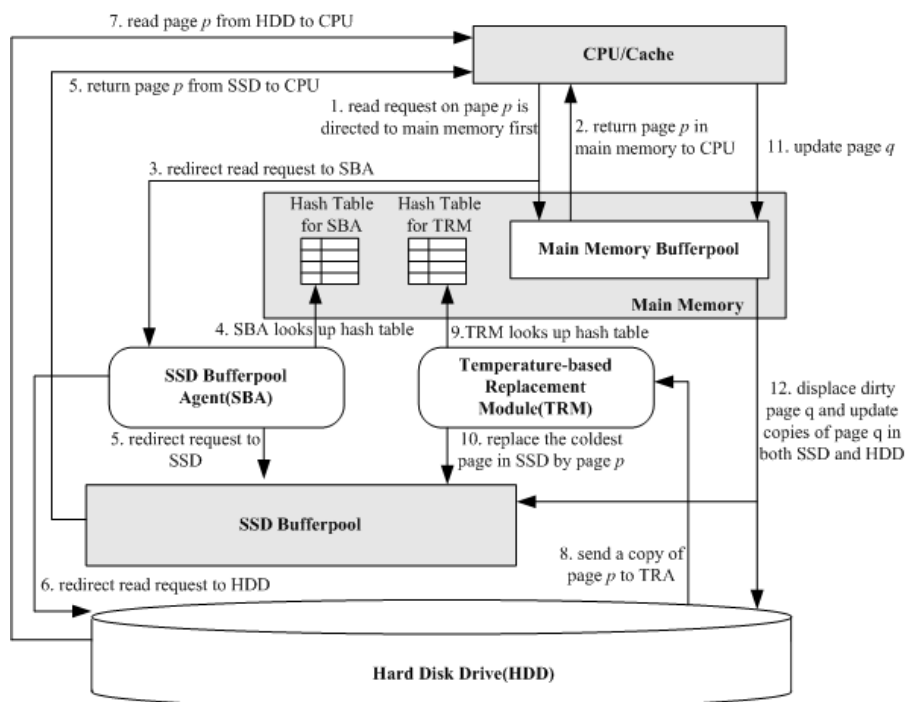 7. read page p from HDD to CPU
CPU/Cache
5. return page p from SSD to CPU
1. read request on pape p is
directed to main memory first
2. return page p in
main memory to CPU
11. update page q
3. redirect read request to SBA
Hash Table
for SBA
Hash Table
for TRM
Main Memory Bufferpool
Main Memory
4. SBA looks up hash table
9.TRM looks up hash table
SSD Bufferpool
Agent(SBA)
Temperature-based
Replacement
Module(TRM)
12. displace dirty
page q and update
copies of page q in
both SSD and HDD
5. redirect request to
SSD
10. replace the coldest
page in SSD by page p
SSD Bufferpool
8. send a copy of
page p to TRA
6. redirect read request to HDD
Hard Disk Drive(HDD)